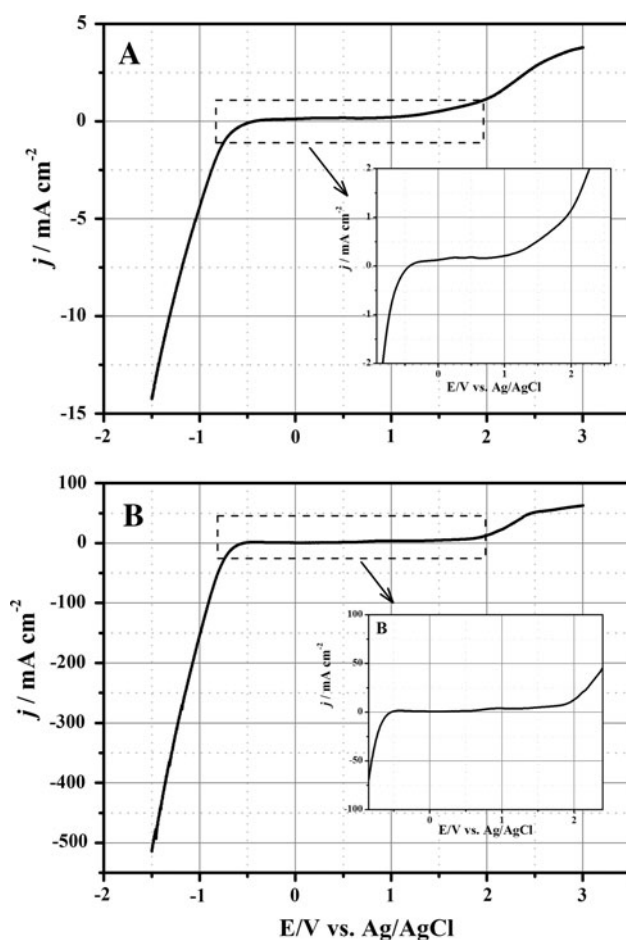 A
j / mA cm-2
5
0
-5
-10
-15
-2 -1 0 1 2 3
j / mA cm-2
2
1
0
-1
-2
0 1 2
E/V vs. Ag/AgCl
B
j / mA cm-2
100
0
-100
-200
-300
-400
-500
-2 -1 0 1 2 3
E/V vs. Ag/AgCl
B
j / mA cm-2
100
50
0
-50
-100
0 1 2
E/V vs. Ag/AgCl